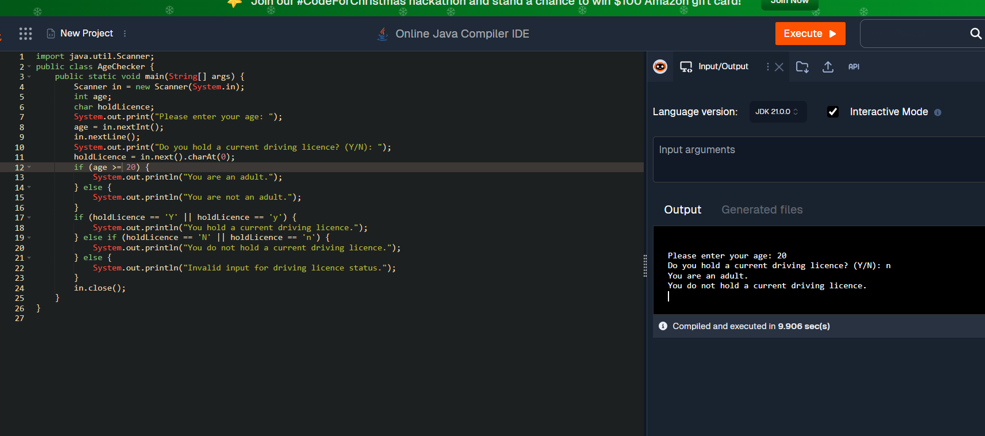 Join our #CodeForChristmas hackathon and stand a chance to win $100 Amazon gift card!
Join Now
New Project
Online Java Compiler IDE
Execute
1 import java.util.Scanner;
2 public class AgeChecker {
3 public static void main(String[] args) {
4 Scanner in = new Scanner(System.in);
5 int age;
6 char holdLicence;
7 System.out.print("Please enter your age: ");
8 age = in.nextInt();
9 in.nextLine();
10 System.out.print("Do you hold a current driving licence? (Y/N): ");
11 holdLicence = in.next().charAt(0);
12 if (age >= 20) {
13 System.out.println("You are an adult.");
14 } else {
15 System.out.println("You are not an adult.");
16 }
17 if (holdLicence == 'Y' || holdLicence == 'y') {
18 System.out.println("You hold a current driving licence.");
19 } else if (holdLicence == 'N' || holdLicence == 'n') {
20 System.out.println("You do not hold a current driving licence.");
21 } else {
22 System.out.println("Invalid input for driving licence status.");
23 }
24 in.close();
25 }
26 }
27
Input/Output
API
Language version:
JDK 21.0.0
Interactive Mode
Input arguments
Output
Generated files
Please enter your age: 20
Do you hold a current driving licence? (Y/N): n
You are an adult.
You do not hold a current driving licence.
Compiled and executed in 9.906 sec(s)